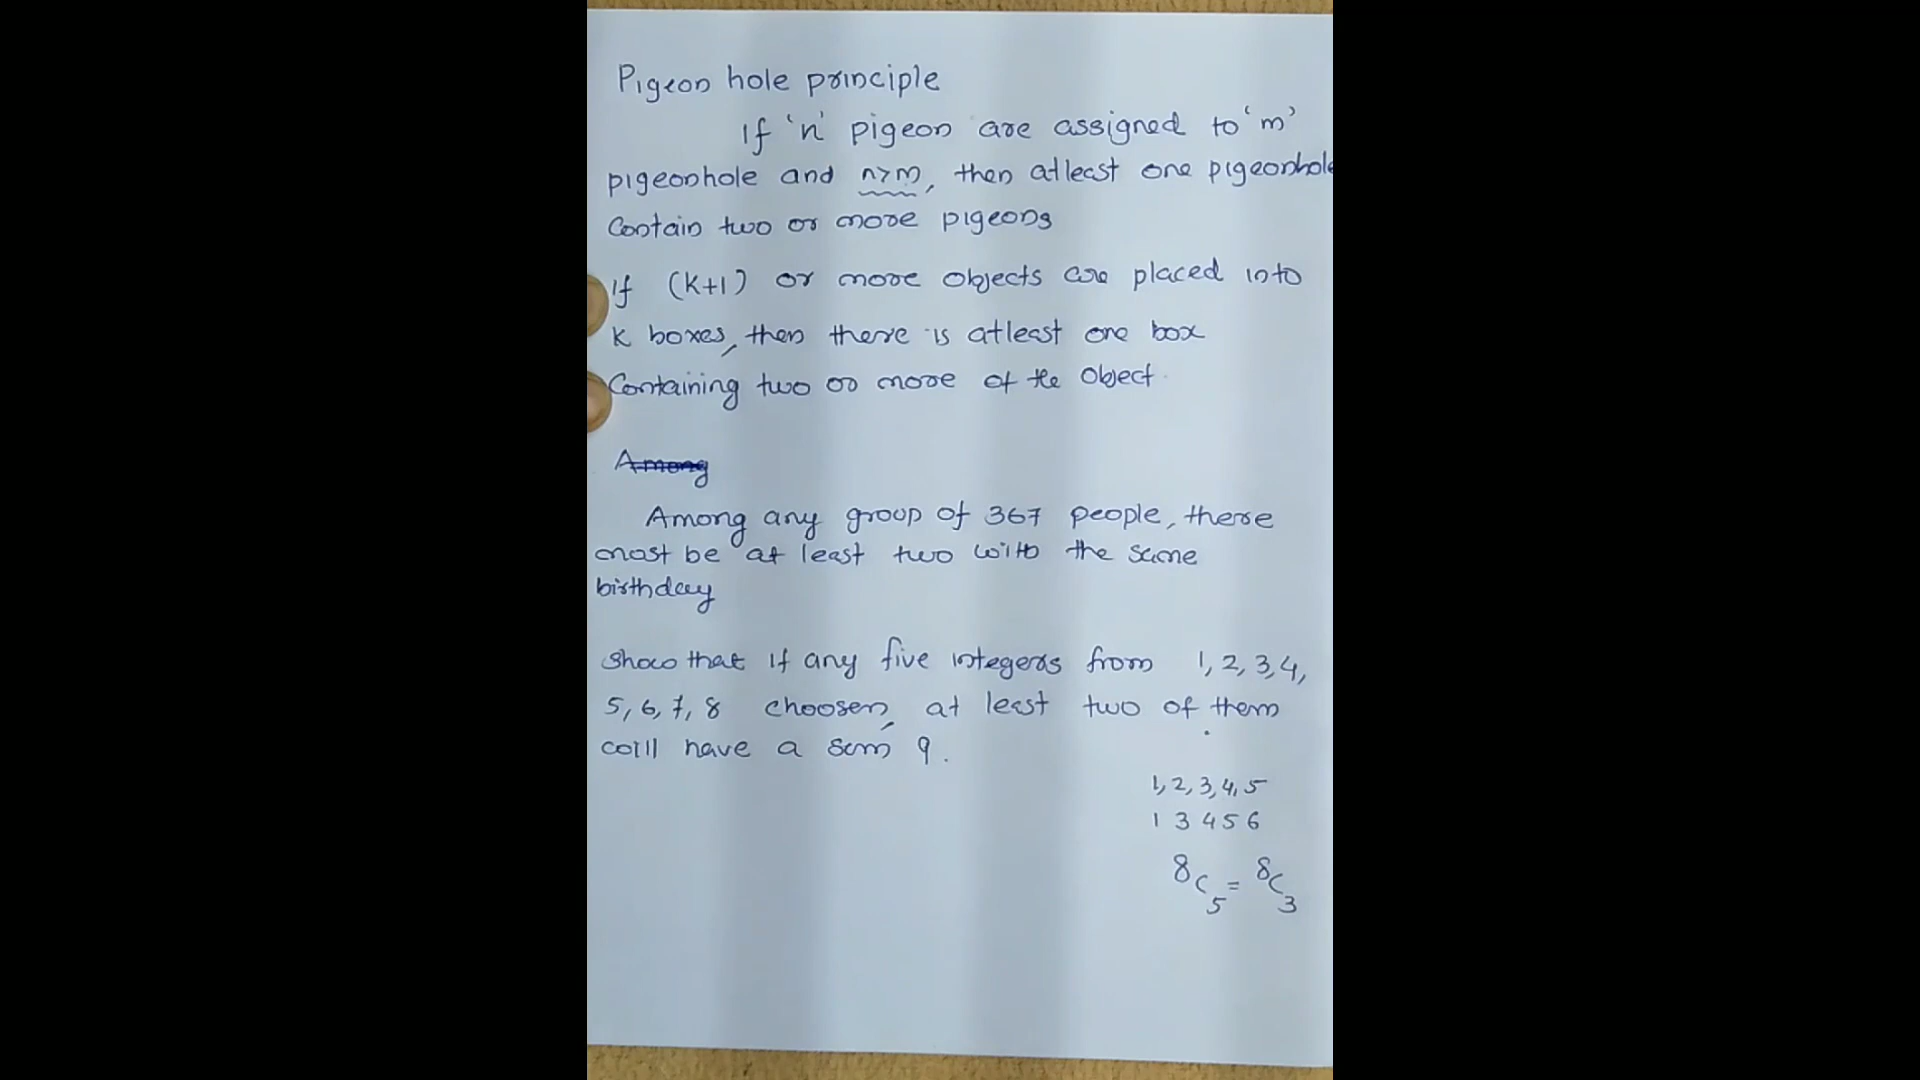 Pigeon hole principle
If 'n' pigeon are assigned to 'm'
pigeonhole and n>m, then atleast one pigeonhole
Contain two or more pigeons
If (K+1) or more objects are placed into
K boxes, then there is atleast one box
Containing two or more of the Object.
Among
Among any group of 367 people, there
must be at least two with the same
birthday
Show that if any five integers from 1, 2, 3, 4,
5, 6, 7, 8 choosen, at least two of them
will have a sum 9.
1, 2, 3, 4, 5
1 3 4 5 6
8C5 = 8C3